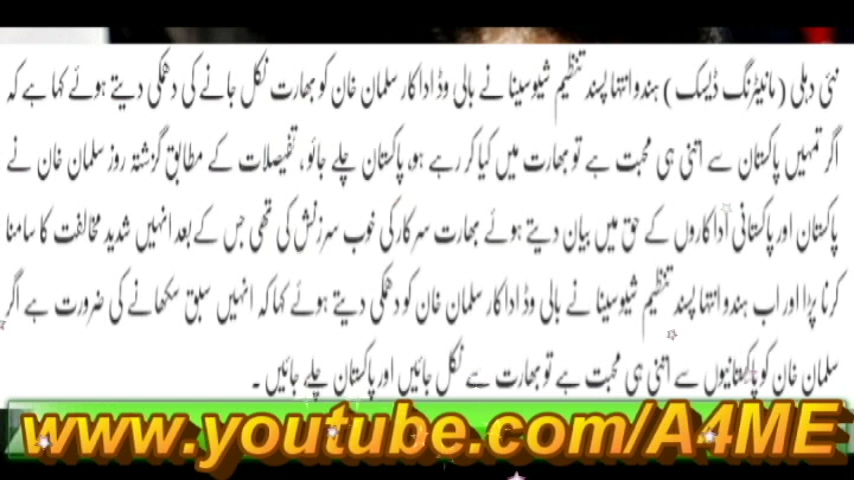 نئی دہلی (مانیٹرنگ ڈیسک) ہندو انتہا پسند تنظیم شیوسینا نے بالی وڈ اداکار سلمان خان کو بھارت نکل جانے کی دھمکی دیتے ہوئے کہا ہے کہ
اگر تمہیں پاکستان سے اتنی ہی محبت ہے تو بھارت میں کیا کر رہے ہو، پاکستان چلے جائو، تفیصلات کے مطابق گزشتہ روز سلمان خان نے
پاکستان اور پاکستانی اداکاروں کے حق میں بیان دیتے ہوئے بھارت سرکار کی خوب سرزنش کی تھی جس کے بعد انہیں شدید مخالفت کا سامنا
کرنا پڑا اور اب ہندو انتہا پسند تنظیم شیوسینا نے بالی وڈ اداکار سلمان خان کو دھمکی دیتے ہوئے کہا کہ انہیں سبق سکھانے کی ضرورت ہے اگر
سلمان خان کو پاکستانیوں سے اتنی ہی محبت ہے تو بھارت سے نکل جائیں اور پاکستان چلے جائیں۔
www.youtube.com/A4ME